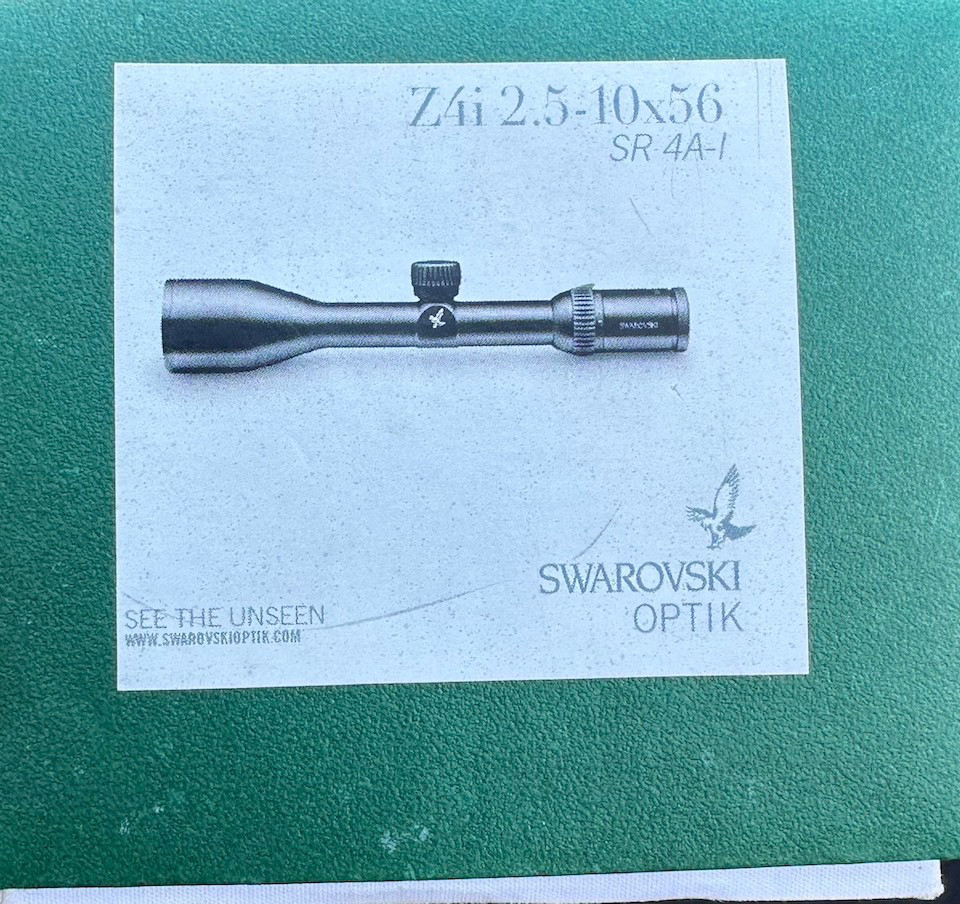 Z4i 2.5-10x56
SR 4A-I
SWAROVSKI
SWAROVSKI
OPTIK
SEE THE UNSEEN
WWW.SWAROVSKIOPTIK.COM